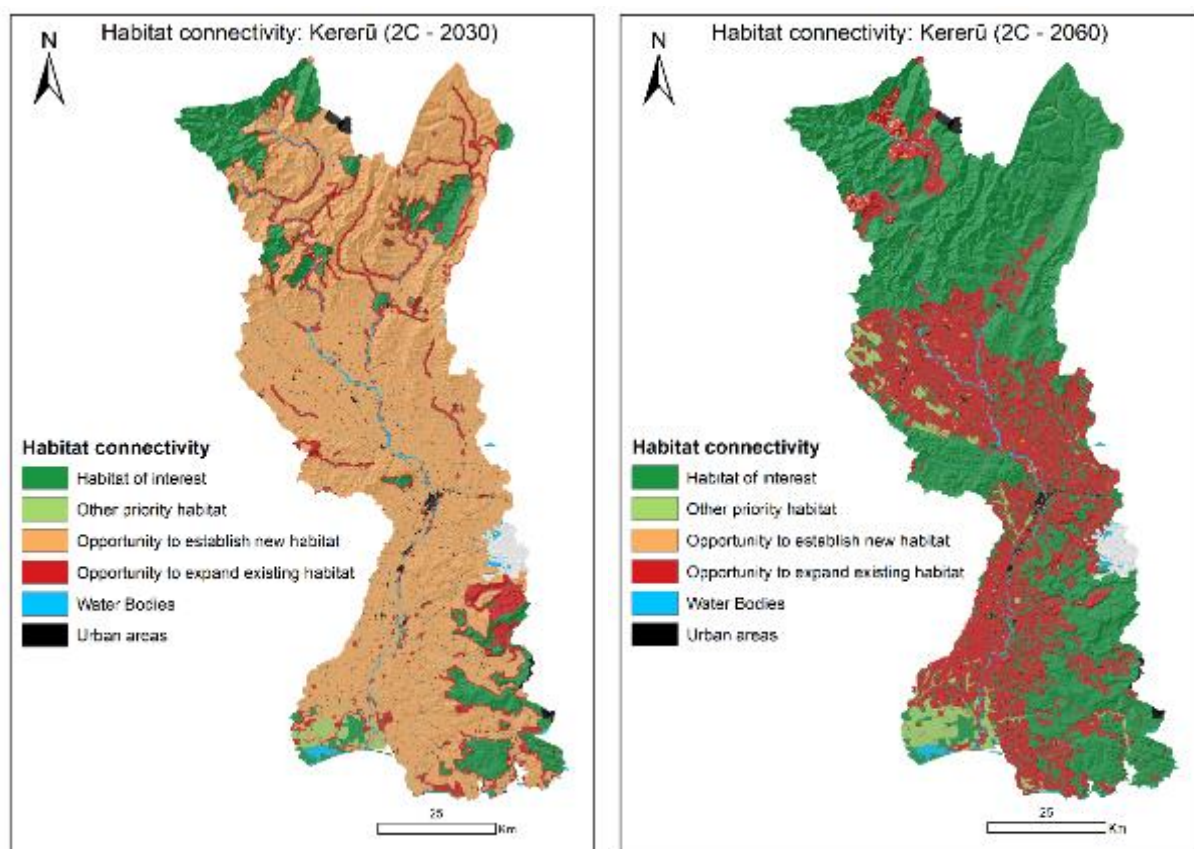 Habitat connectivity: Kererū (2C - 2030)
N
Habitat connectivity
Habitat of interest
Other priority habitat
Opportunity to establish new habitat
Opportunity to expand existing habitat
Water Bodies
Urban areas
25
Km
Habitat connectivity: Kererū (2C - 2060)
N
Habitat connectivity
Habitat of interest
Other priority habitat
Opportunity to establish new habitat
Opportunity to expand existing habitat
Water Bodies
Urban areas
25
Km